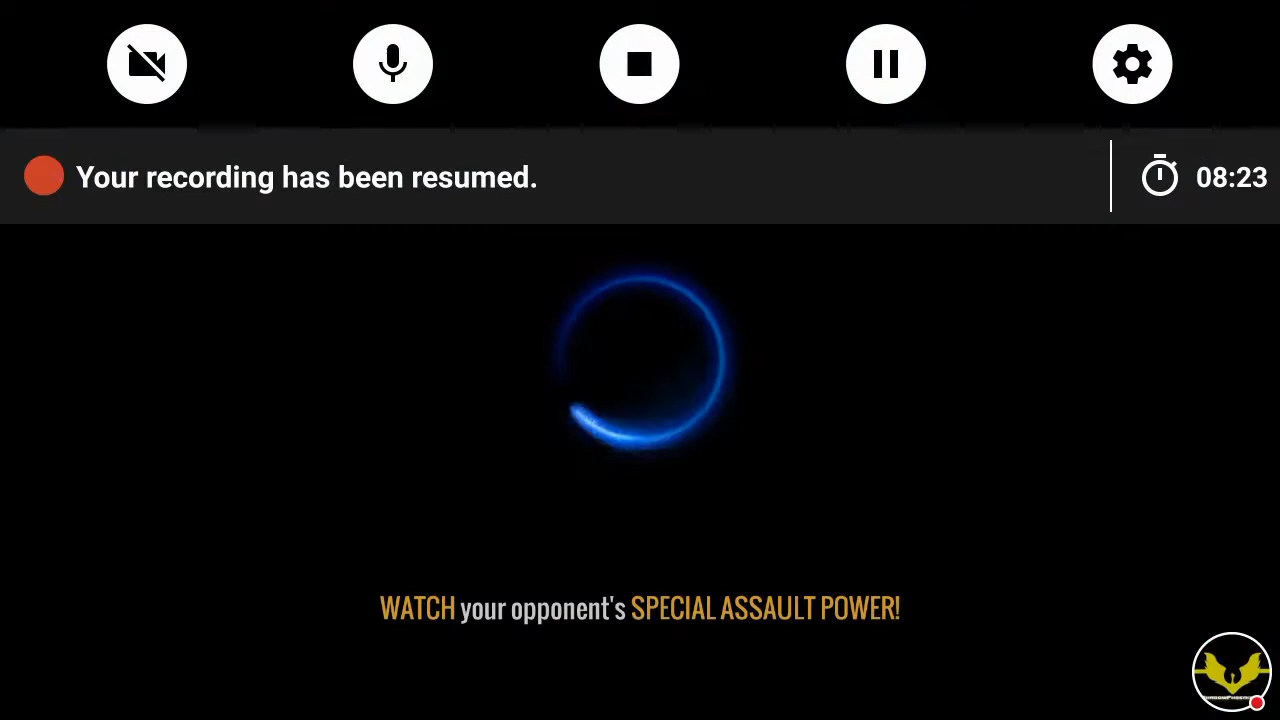 Your recording has been resumed.
08:23
WATCH your opponent's SPECIAL ASSAULT POWER!